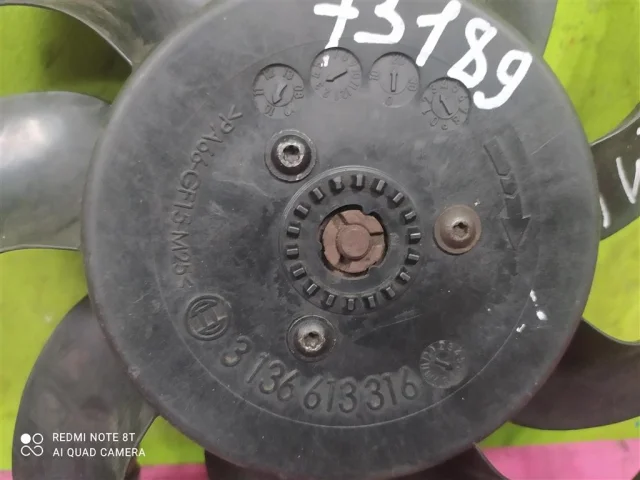 73189
>PA66-GF15 M25<
3 136 613 316
REDMI NOTE 8T
AI QUAD CAMERA